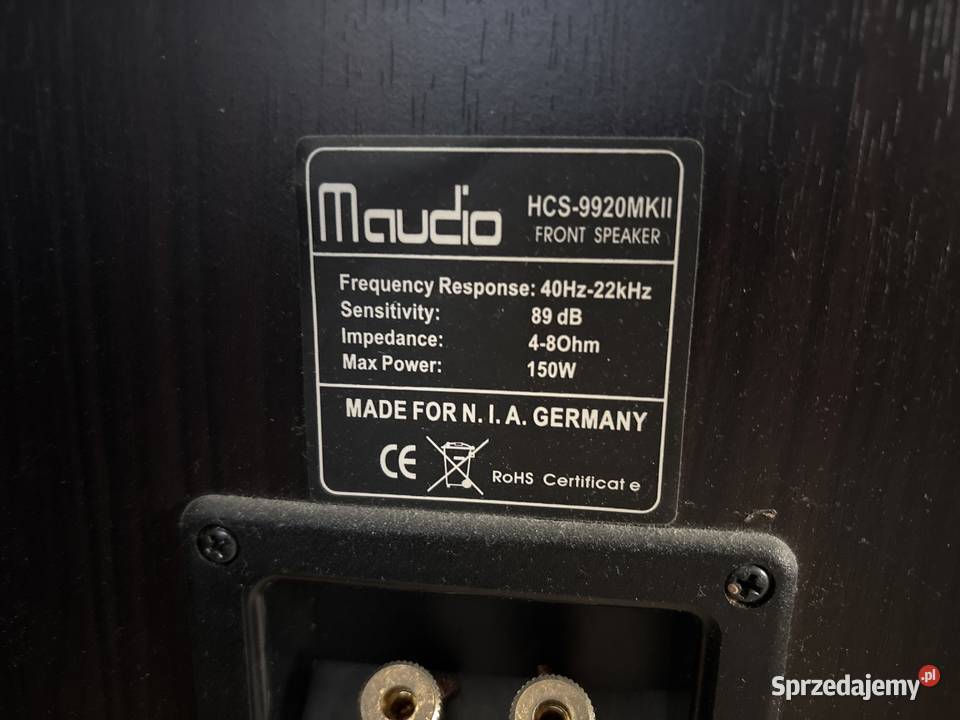 Maudio
HCS-9920MKII
FRONT SPEAKER
Frequency Response: 40Hz-22kHz
Sensitivity: 89 dB
Impedance: 4-8Ohm
Max Power: 150W
MADE FOR N. I. A. GERMANY
CE
RoHS Certificate
Sprzedajemy.pl